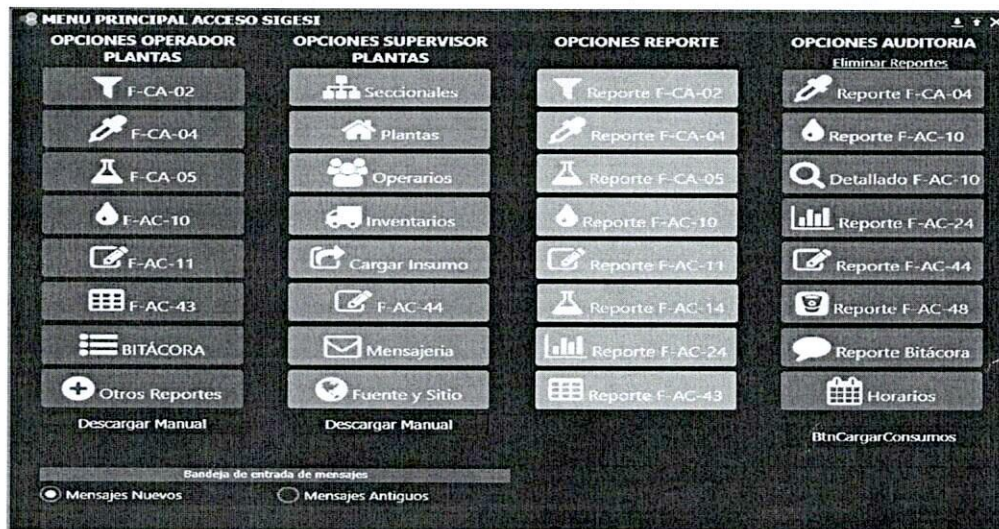 MENU PRINCIPAL ACCESO SIGESI
OPCIONES OPERADOR
PLANTAS
F-CA-02
F-CA-04
F-CA-05
F-AC-10
F-AC-11
F-AC-43
BITÁCORA
Otros Reportes
Descargar Manual
OPCIONES SUPERVISOR
PLANTAS
Seccionales
Plantas
Operarios
Inventarios
Cargar Insumo
F-AC-44
Mensajeria
Fuente y Sitio
Descargar Manual
OPCIONES REPORTE
Reporte F-CA-02
Reporte F-CA-04
Reporte F-CA-05
Reporte F-AC-10
Reporte F-AC-11
Reporte F-AC-14
Reporte F-AC-24
Reporte F-AC-43
OPCIONES AUDITORIA
Eliminar Reportes
Reporte F-CA-04
Reporte F-AC-10
Detallado F-AC-10
Reporte F-AC-24
Reporte F-AC-44
Reporte F-AC-48
Reporte Bitácora
Horarios
BtnCargarConsumos
Bandeja de entrada de mensajes
Mensajes Nuevos
Mensajes Antiguos